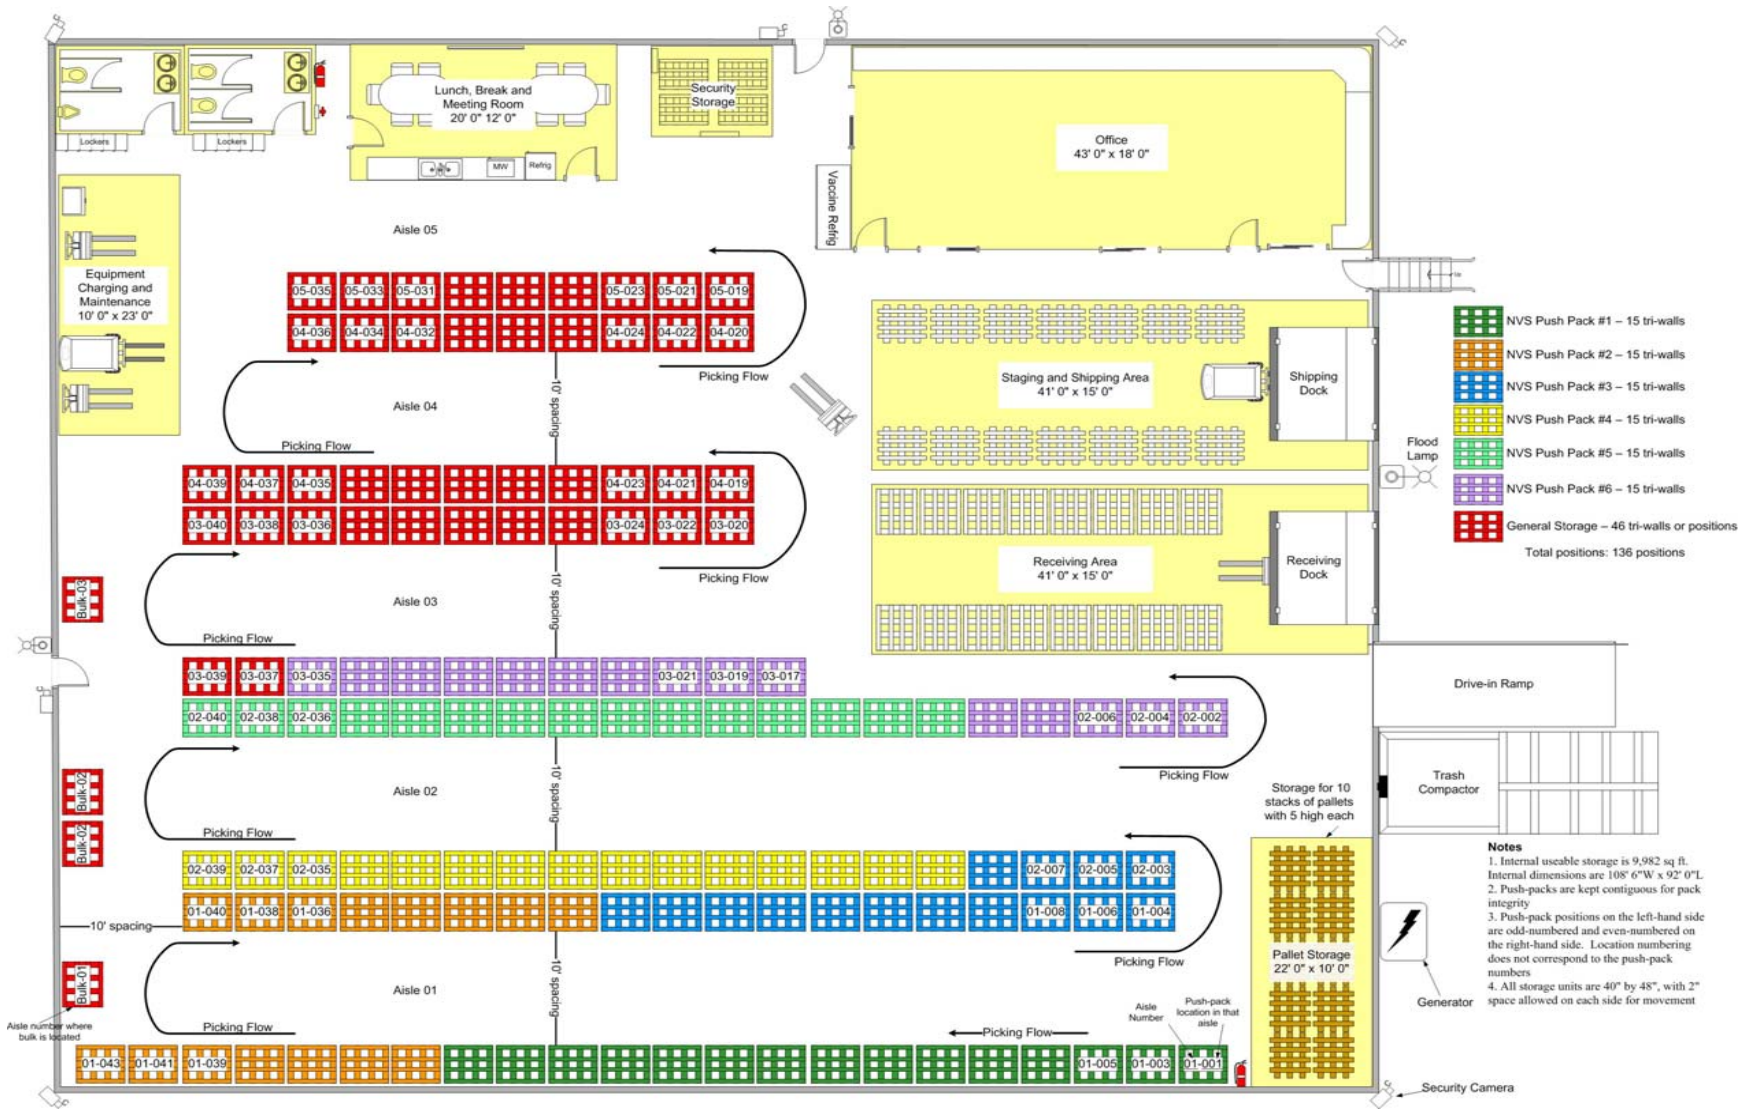 Lunch, Break and
Meeting Room
20' 0" 12' 0"
MW
Refrig
Security
Storage
Office
43' 0" x 18' 0"
Lockers
Lockers
Vaccine Refrig
Equipment
Charging and
Maintenance
10' 0" x 23' 0"
Aisle 05
05-035 05-033 05-031 05-023 05-021 05-019
04-036 04-034 04-032 04-024 04-022 04-020
Picking Flow
10' spacing
Aisle 04
Picking Flow
Staging and Shipping Area
41' 0" x 15' 0"
Shipping
Dock
Flood
Lamp
NVS Push Pack #1 – 15 tri-walls
NVS Push Pack #2 – 15 tri-walls
NVS Push Pack #3 – 15 tri-walls
NVS Push Pack #4 – 15 tri-walls
NVS Push Pack #5 – 15 tri-walls
NVS Push Pack #6 – 15 tri-walls
General Storage – 46 tri-walls or positions
Total positions: 136 positions
04-039 04-037 04-035 04-023 04-021 04-019
03-040 03-038 03-036 03-024 03-022 03-020
Picking Flow
Receiving Area
41' 0" x 15' 0"
Receiving
Dock
Bulk-03
10' spacing
Aisle 03
Picking Flow
03-039 03-037 03-035 03-021 03-019 03-017
02-040 02-038 02-036 02-006 02-004 02-002
Drive-in Ramp
Picking Flow
Bulk-02
Bulk-02
10' spacing
Aisle 02
Picking Flow
Storage for 10
stacks of pallets
with 5 high each
Trash
Compactor
02-039 02-037 02-035 02-007 02-005 02-003
01-040 01-038 01-036 01-008 01-006 01-004
10' spacing
Picking Flow
Pallet Storage
22' 0" x 10' 0"
Generator
Notes
1. Internal useable storage is 9,982 sq ft.
Internal dimensions are 108' 6"W x 92' 0"L
2. Push-packs are kept contiguous for pack
integrity
3. Push-pack positions on the left-hand side
are odd-numbered and even-numbered on
the right-hand side. Location numbering
does not correspond to the push-pack
numbers
4. All storage units are 40" by 48", with 2"
space allowed on each side for movement
Bulk-01
Aisle number where
bulk is located
10' spacing
Aisle 01
Picking Flow
Picking Flow
Aisle
Number
Push-pack
location in that
aisle
01-043 01-041 01-039 01-005 01-003 01-001
Security Camera